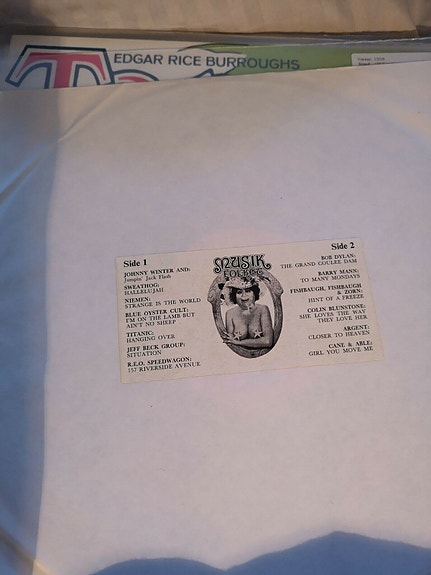 EDGAR RICE BURROUGHS
Side 1
JOHNNY WINTER AND:
Jumpin' Jack Flash
SWEATHOG:
HALLELUJAH
NIEMEN:
STRANGE IS THE WORLD
BLUE OYSTER CULT:
I'M ON THE LAMB BUT
AIN'T NO SHEEP
TITANIC:
HANGING OVER
JEFF BECK GROUP:
SITUATION
R.E.O. SPEEDWAGON:
157 RIVERSIDE AVENUE
MUSIK
Side 2
BOB DYLAN:
THE GRAND COULEE DAM
BARRY MANN:
TO MANY MONDAYS
FISHBAUGH, FISHBAUGH
& ZORN:
HINT OF A FREEZE
COLIN BLUNSTONE:
SHE LOVES THE WAY
THEY LOVE HER
ARGENT:
CLOSER TO HEAVEN
CANE & ABLE:
GIRL YOU MOVE ME